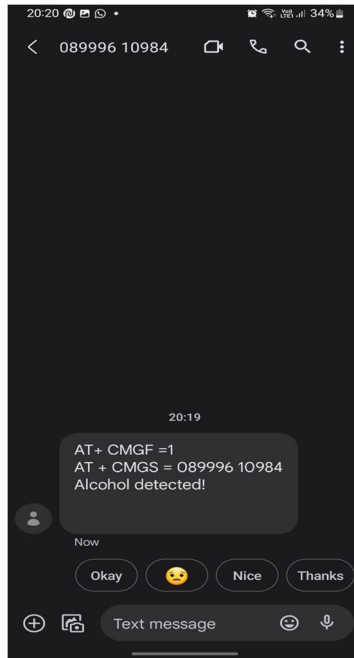 20:20
LTE1 34%
089996 10984
20:19
AT+ CMGF =1
AT + CMGS = 089996 10984
Alcohol detected!
Now
Okay
Nice
Thanks
Text message